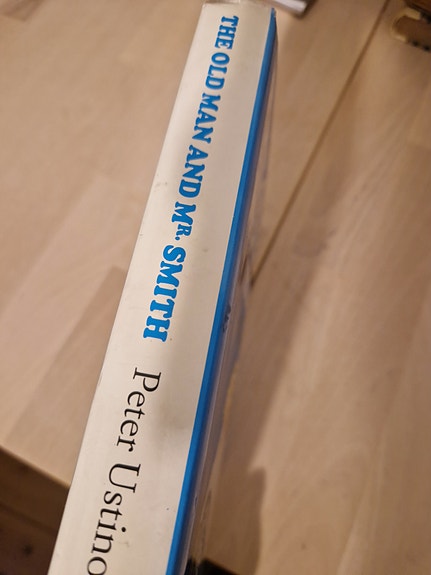 THE OLD MAN AND MR. SMITH
Peter Ustino